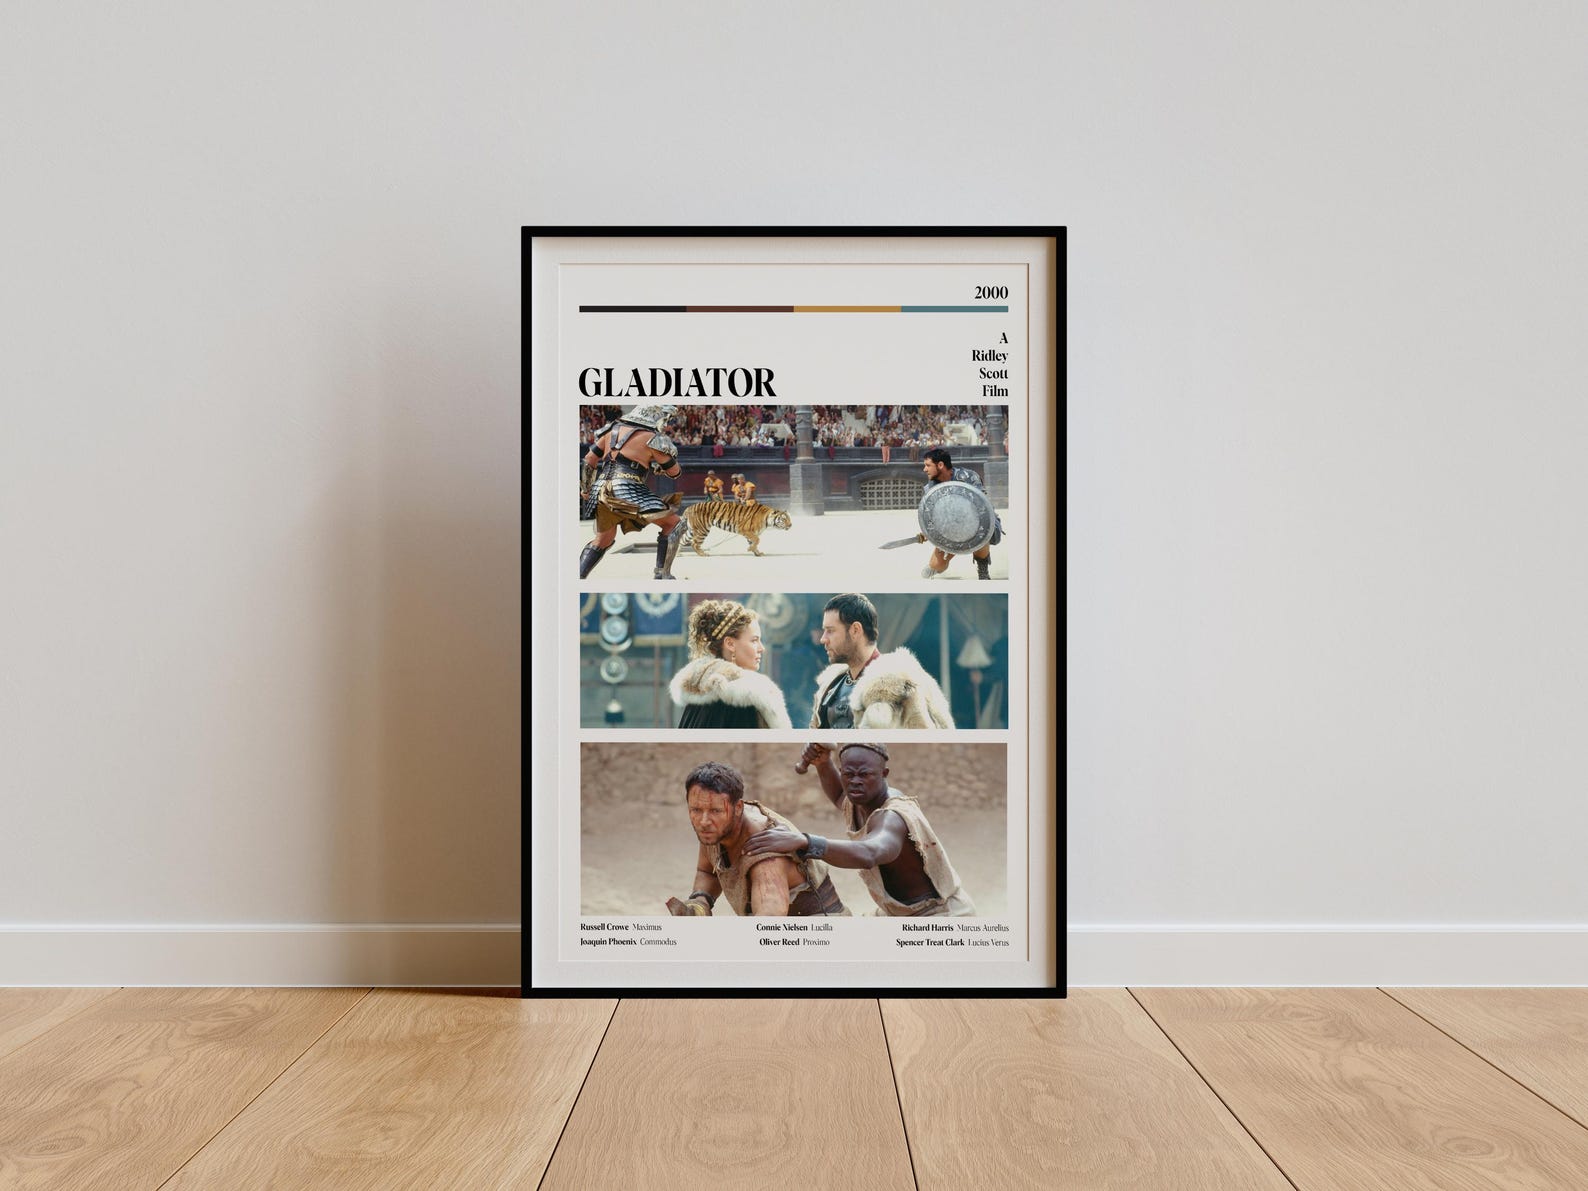 2000
A
Ridley
Scott
Film
GLADIATOR
Russell Crowe Maximus
Connie Nielsen Lucilla
Richard Harris Marcus Aurelius
Joaquin Phoenix Commodus
Oliver Reed Proximo
Spencer Treat Clark Lucius Verus